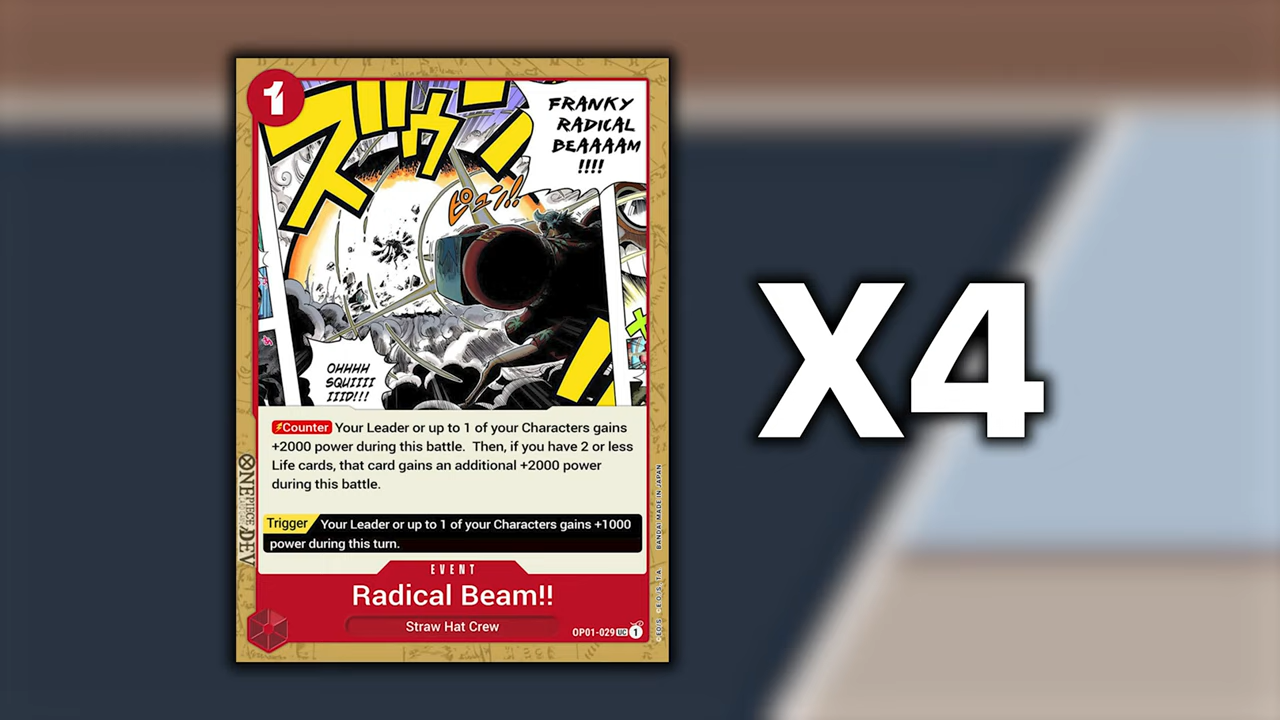 1
ズドゥン
FRANKY
RADICAL
BEAAAAM
!!!!
ピュン!!
OHHHH
SQUIIII
IIID!!!
⚡Counter Your Leader or up to 1 of your Characters gains
+2000 power during this battle. Then, if you have 2 or less
Life cards, that card gains an additional +2000 power
during this battle.
Trigger Your Leader or up to 1 of your Characters gains +1000
power during this turn.
EVENT
Radical Beam!!
Straw Hat Crew
OP01-029 UC 1
ONE PIECE
BANDAI MADE IN JAPAN
X4